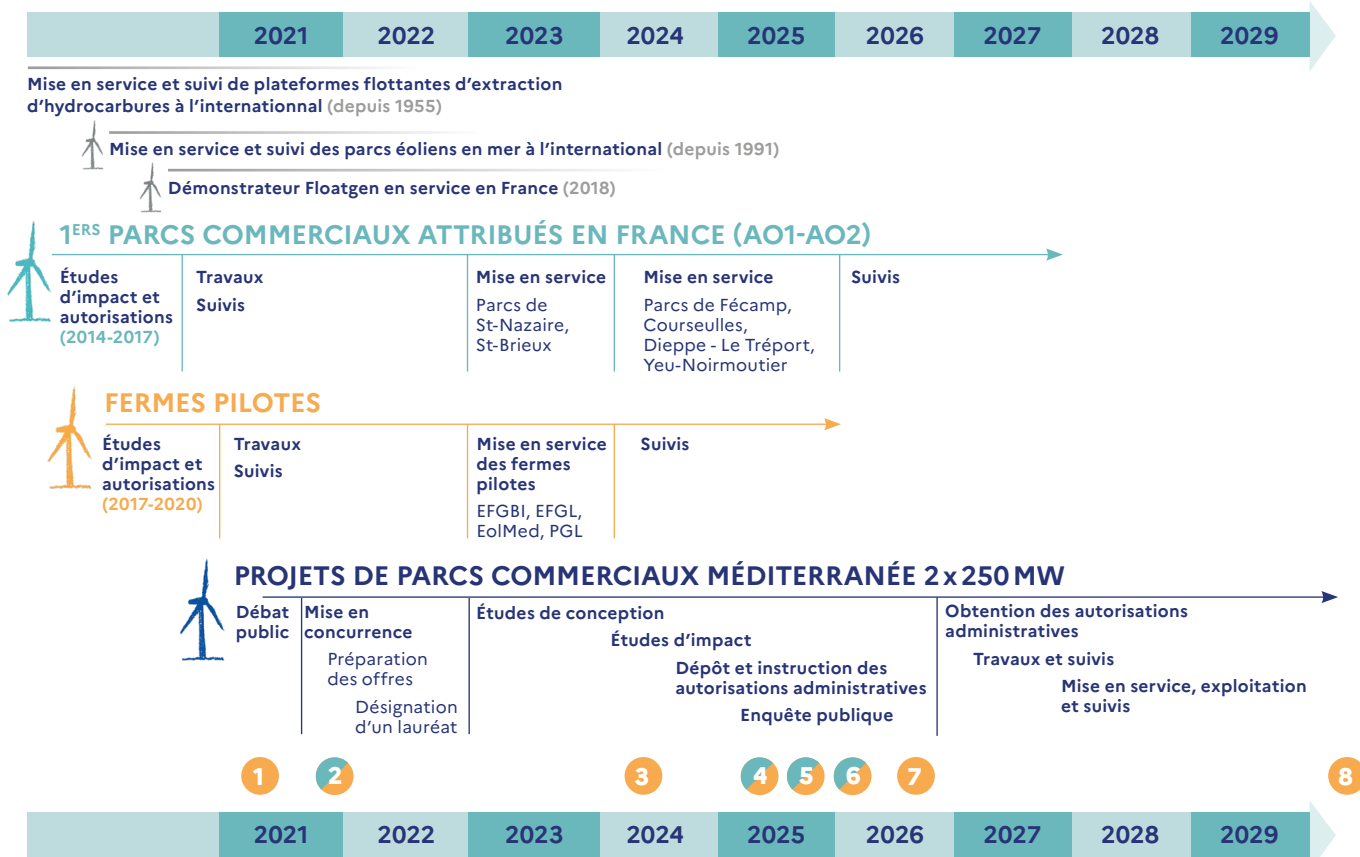 2021 2022 2023 2024 2025 2026 2027 2028 2029
Mise en service et suivi de plateformes flottantes d'extraction
d'hydrocarbures à l'internationnal (depuis 1955)
Mise en service et suivi des parcs éoliens en mer à l'international (depuis 1991)
Démonstrateur Floatgen en service en France (2018)
1ERS PARCS COMMERCIAUX ATTRIBUÉS EN FRANCE (AO1-AO2)
Études
d'impact et
autorisations
(2014-2017)
Travaux
Suivis
Mise en service
Parcs de
St-Nazaire,
St-Brieux
Mise en service
Parcs de Fécamp,
Courseulles,
Dieppe - Le Tréport,
Yeu-Noirmoutier
Suivis
FERMES PILOTES
Études
d'impact et
autorisations
(2017-2020)
Travaux
Suivis
Mise en service
des fermes
pilotes
EFGBI, EFGL,
EolMed, PGL
Suivis
PROJETS DE PARCS COMMERCIAUX MÉDITERRANÉE 2 x 250 MW
Débat
public
Mise en
concurrence
Préparation
des offres
Désignation
d'un lauréat
Études de conception
Études d'impact
Dépôt et instruction des
autorisations administratives
Enquête publique
Obtention des autorisations
administratives
Travaux et suivis
Mise en service, exploitation
et suivis
1 2 3 4 5 6 7 8
2021 2022 2023 2024 2025 2026 2027 2028 2029